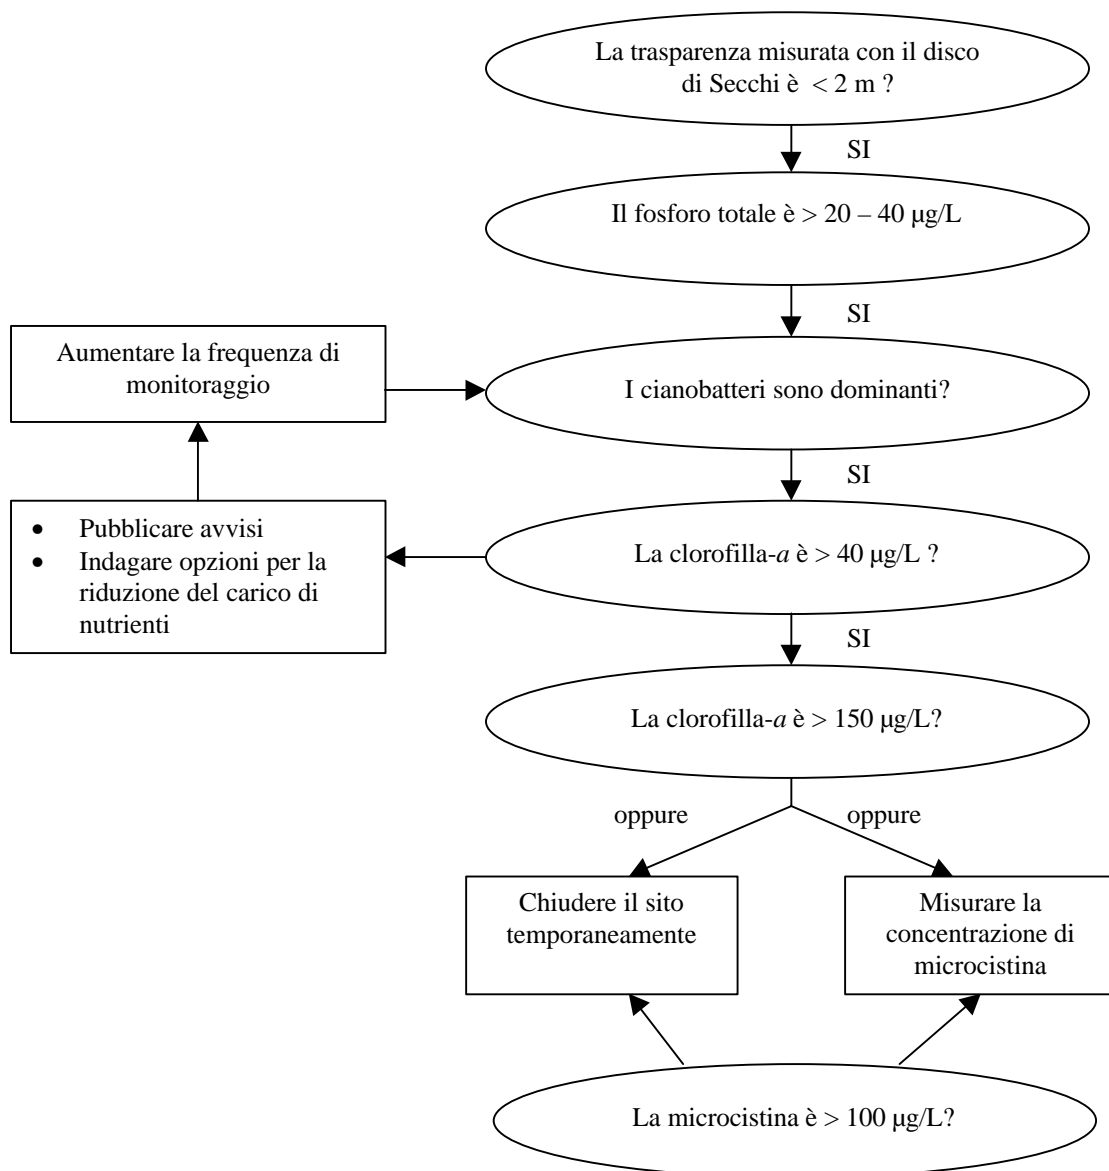 La trasparenza misurata con il disco
di Secchi è < 2 m ?
SI
Il fosforo totale è > 20 – 40 µg/L
SI
Aumentare la frequenza di
monitoraggio
I cianobatteri sono dominanti?
SI
• Pubblicare avvisi
• Indagare opzioni per la
riduzione del carico di
nutrienti
La clorofilla-a è > 40 µg/L ?
SI
La clorofilla-a è > 150 µg/L?
oppure
oppure
Chiudere il sito
temporaneamente
Misurare la
concentrazione di
microcistina
La microcistina è > 100 µg/L?